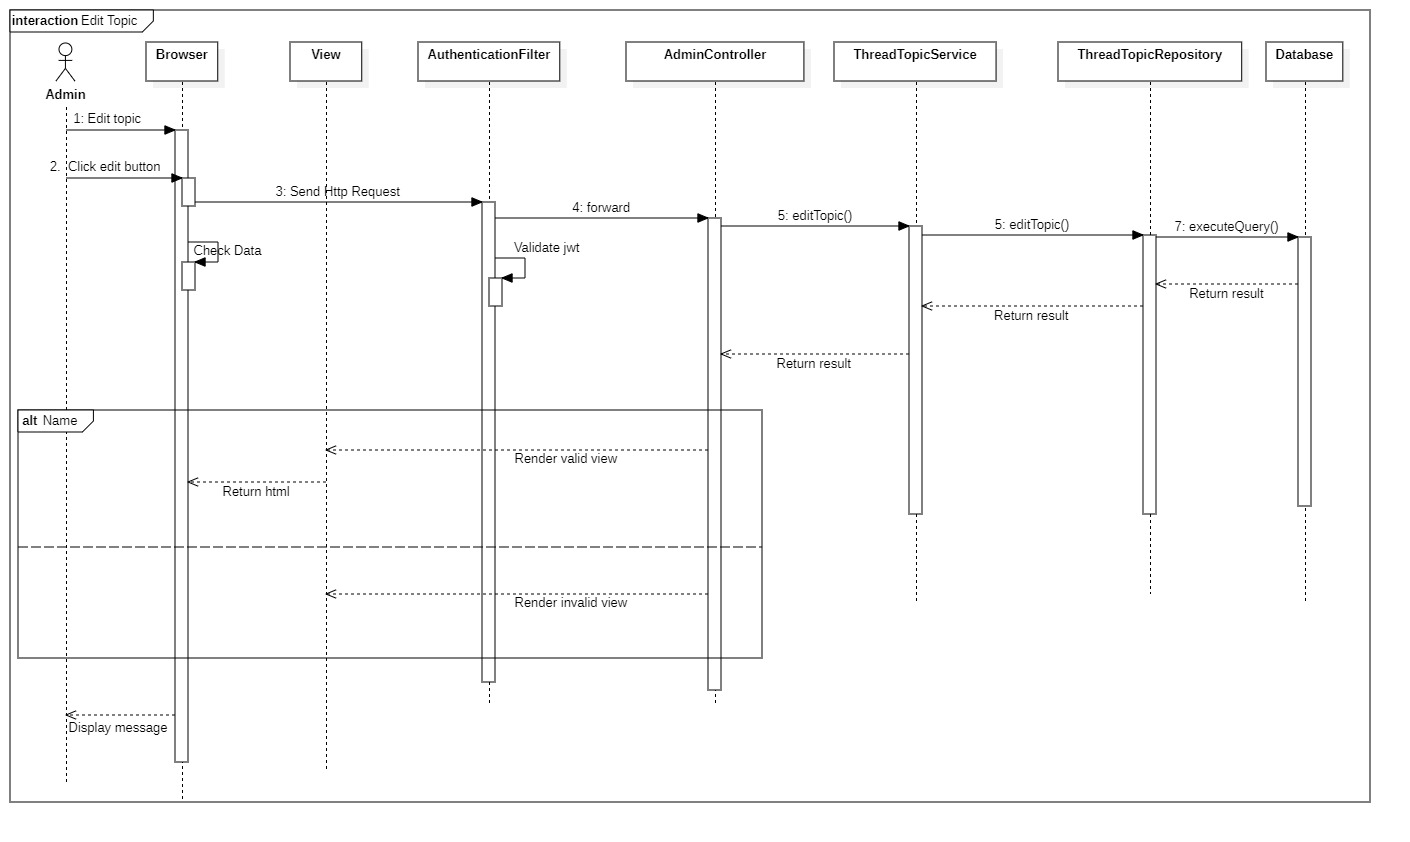 interaction Edit Topic
Admin
Browser
View
AuthenticationFilter
AdminController
ThreadTopicService
ThreadTopicRepository
Database
1: Edit topic
2. Click edit button
3: Send Http Request
4: forward
5: editTopic()
5: editTopic()
7: executeQuery()
Check Data
Validate jwt
Return result
Return result
Return result
alt Name
Render valid view
Return html
Render invalid view
Display message